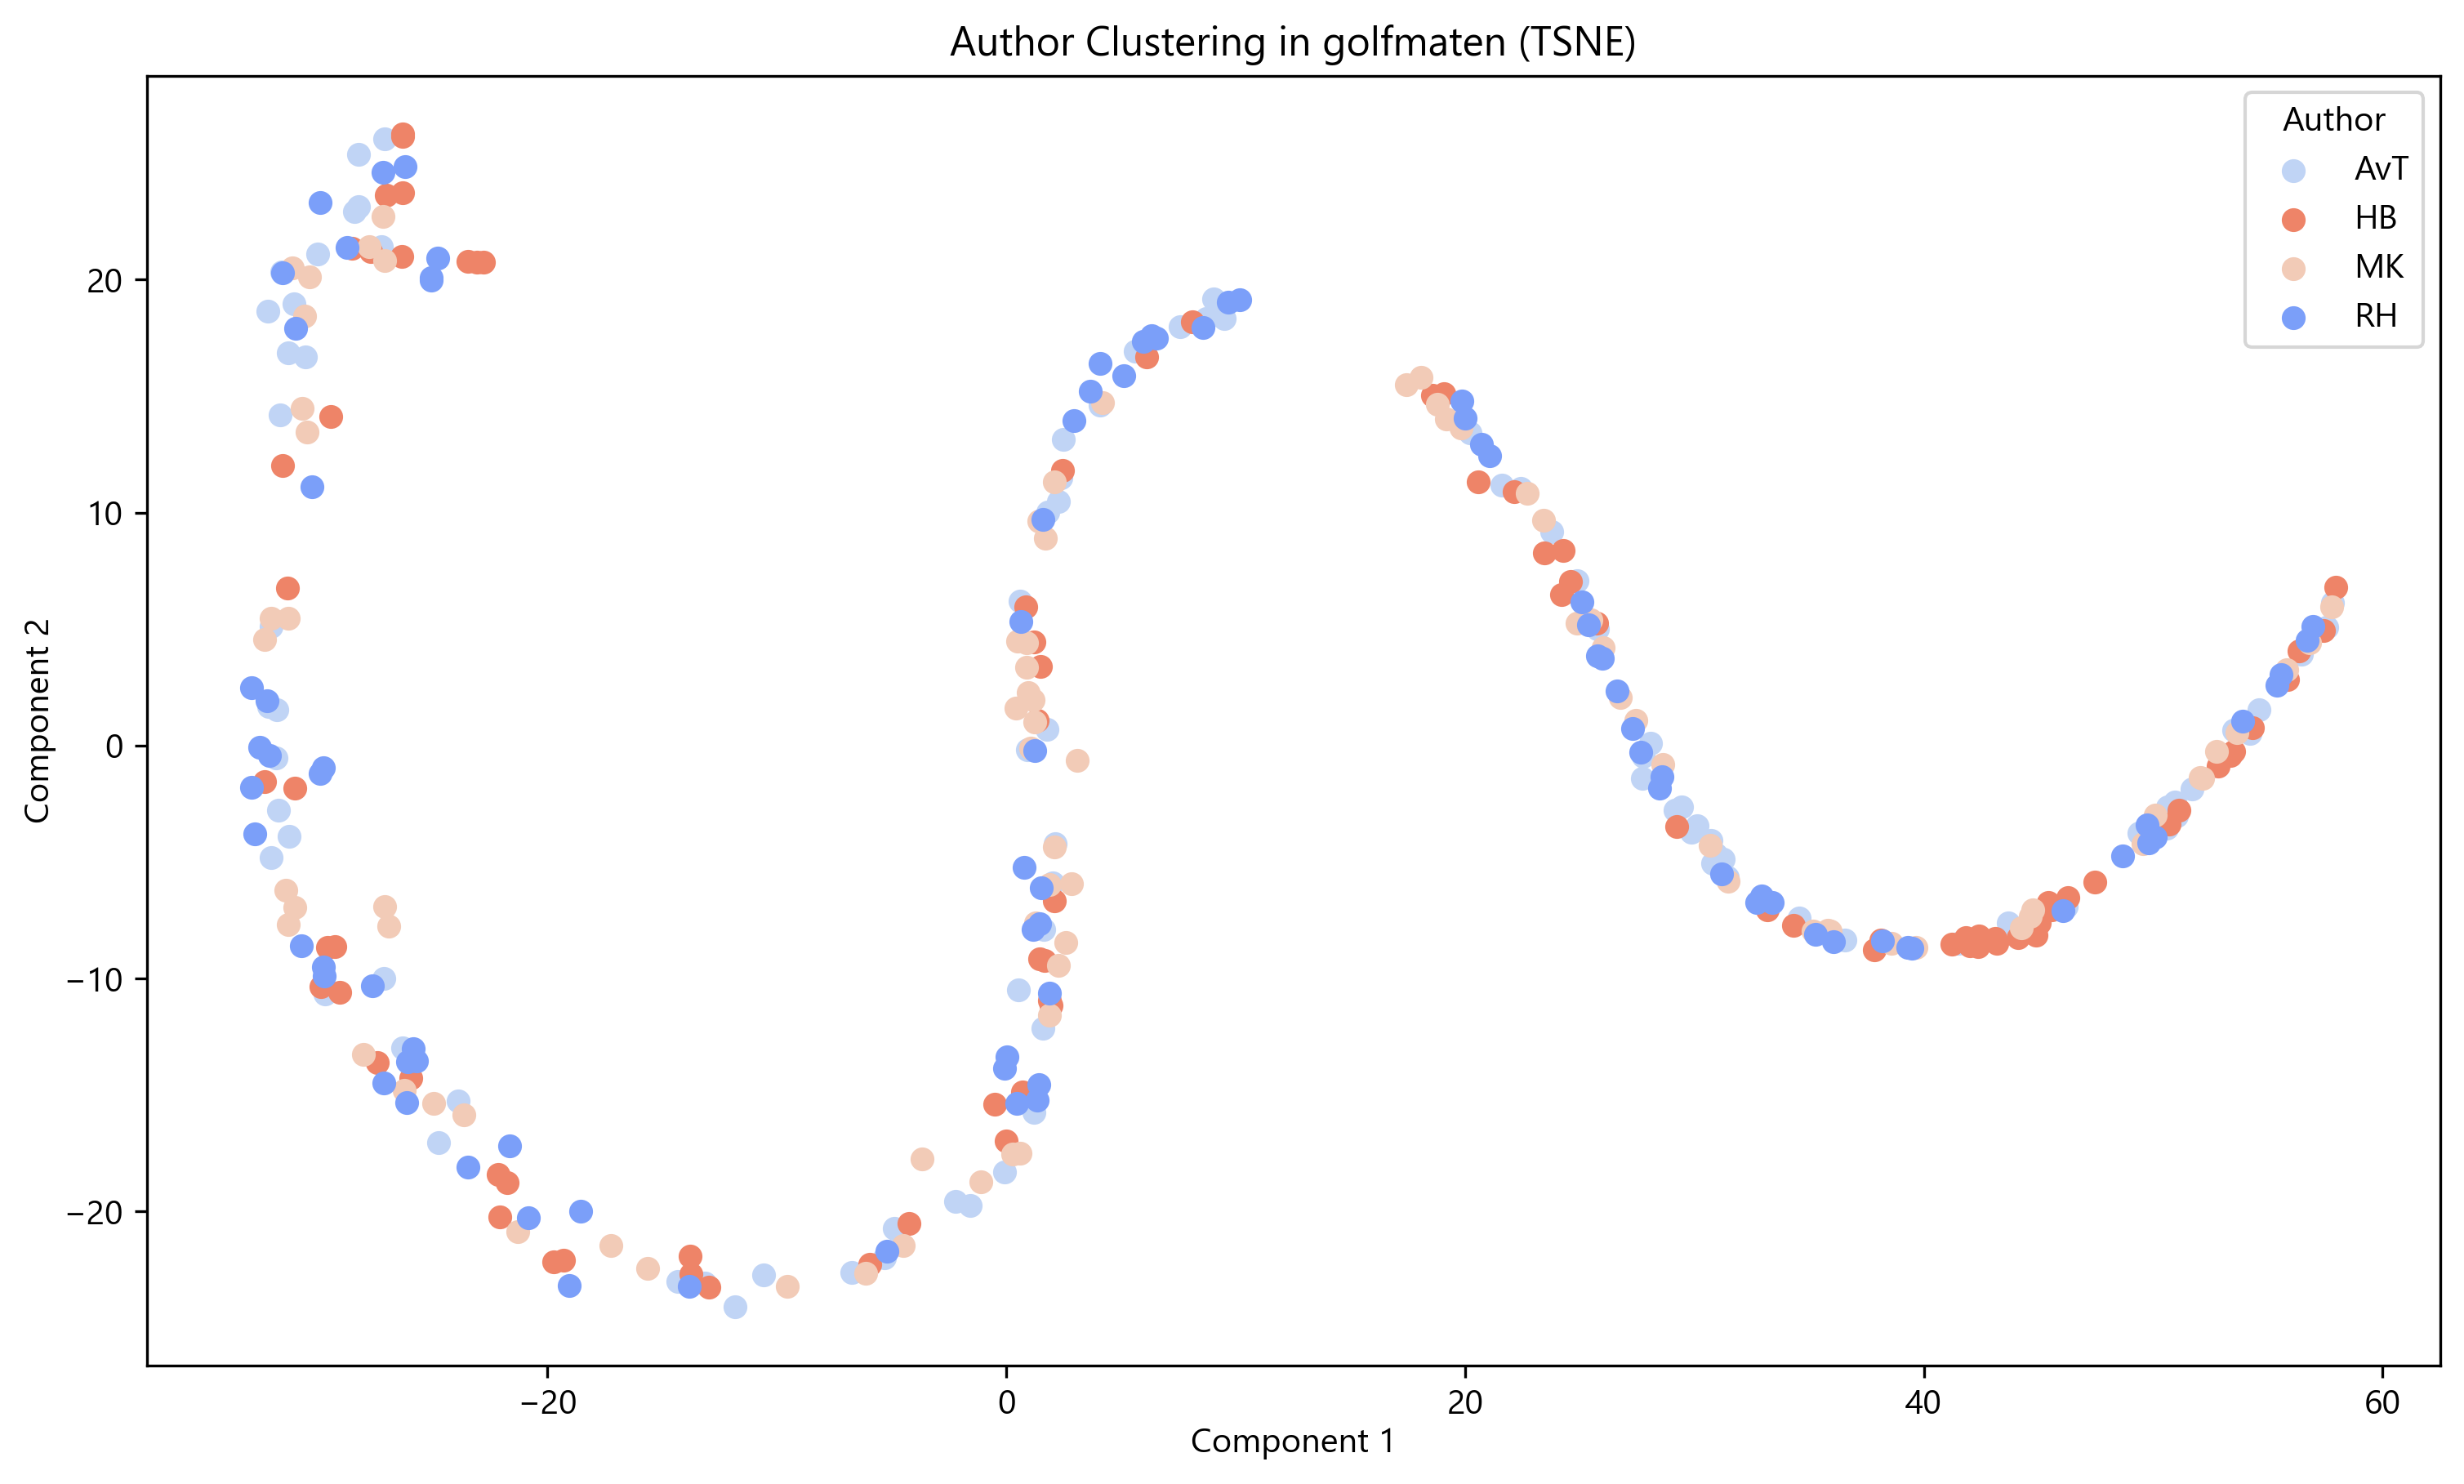 Author Clustering in golfmaten (TSNE)
Author
AvT
HB
MK
RH
Component 2
20
10
0
−10
−20
−20
0
20
40
60
Component 1